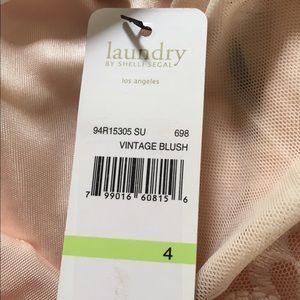 laundry
BY SHELLI SEGAL
los angeles
94R15305 SU 698
VINTAGE BLUSH
7 99016 60815 6
4